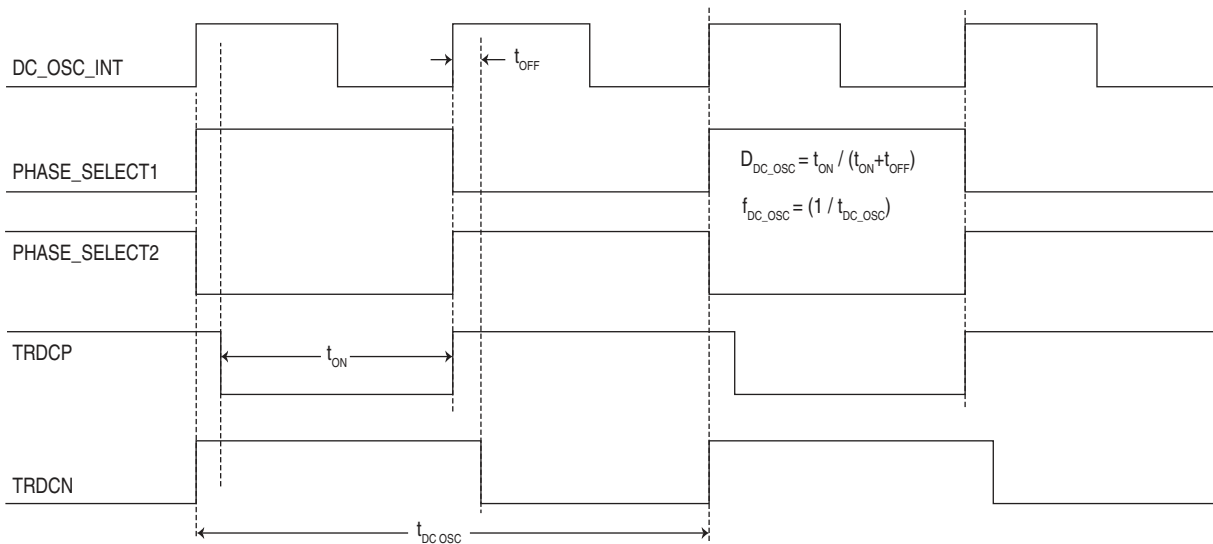 DC_OSC_INT
t_OFF
PHASE_SELECT1
D_DC_OSC = t_ON / (t_ON+t_OFF)
f_DC_OSC = (1 / t_DC_OSC)
PHASE_SELECT2
TRDCP
t_ON
TRDCN
t_DC OSC